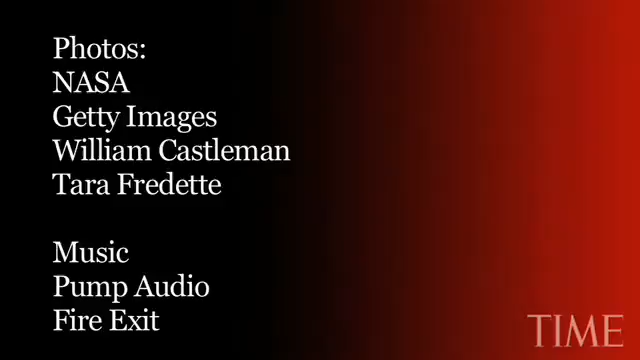 Photos:
NASA
Getty Images
William Castleman
Tara Fredette
Music
Pump Audio
Fire Exit
TIME